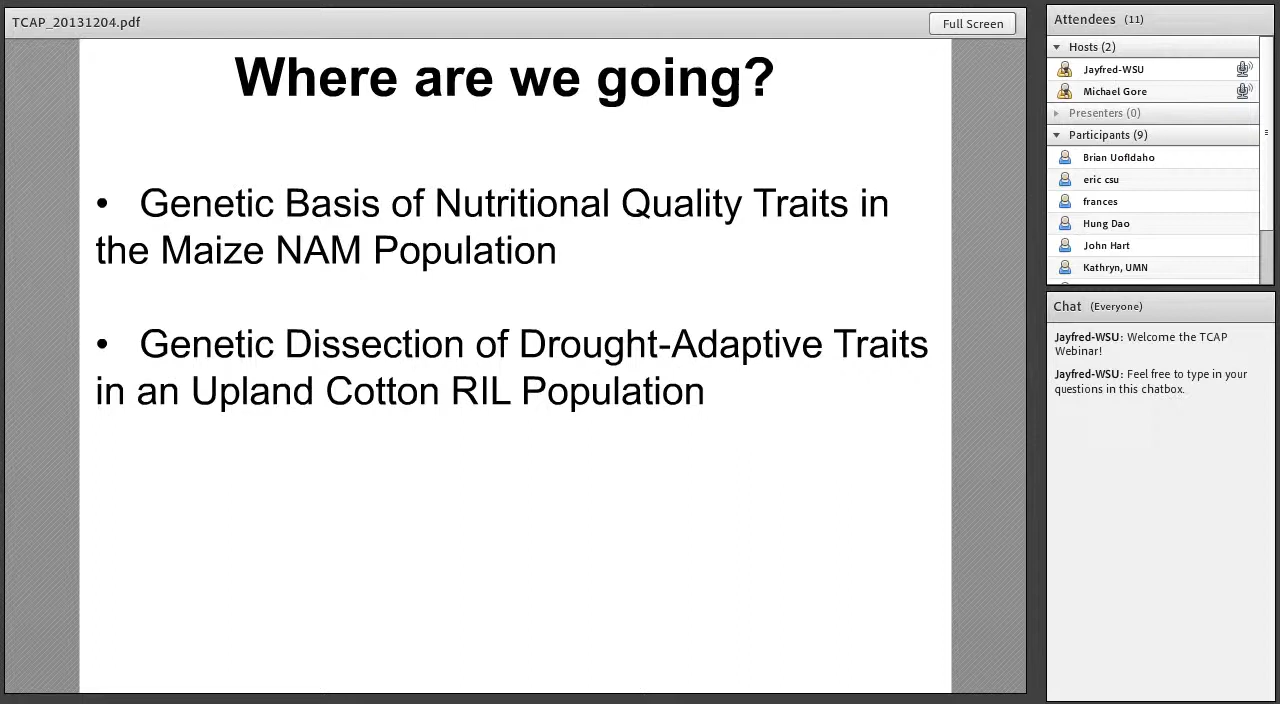 TCAP_20131204.pdf
Full Screen
Where are we going?
• Genetic Basis of Nutritional Quality Traits in
the Maize NAM Population
• Genetic Dissection of Drought-Adaptive Traits
in an Upland Cotton RIL Population
Attendees (11)
Hosts (2)
Jayfred-WSU
Michael Gore
Presenters (0)
Participants (9)
Brian UofIdaho
eric csu
frances
Hung Dao
John Hart
Kathryn, UMN
Chat (Everyone)
Jayfred-WSU: Welcome the TCAP
Webinar!
Jayfred-WSU: Feel free to type in your
questions in this chatbox.